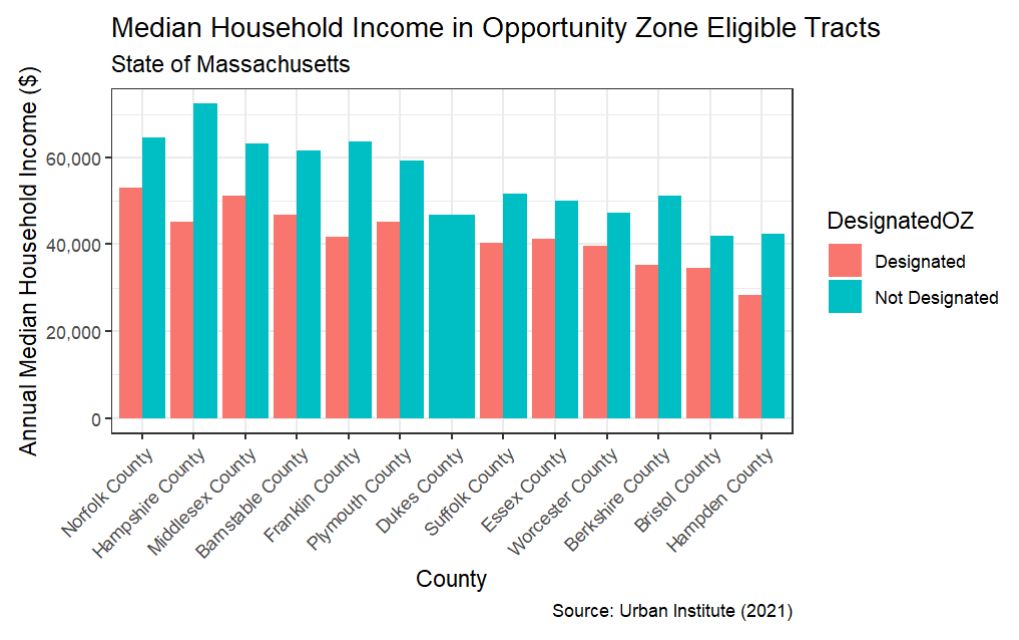 Median Household Income in Opportunity Zone Eligible Tracts
State of Massachusetts
Annual Median Household Income ($)
60,000
40,000
20,000
0
Norfolk County
Hampshire County
Middlesex County
Barnstable County
Franklin County
Plymouth County
Dukes County
Suffolk County
Essex County
Worcester County
Berkshire County
Bristol County
Hampden County
County
DesignatedOZ
Designated
Not Designated
Source: Urban Institute (2021)